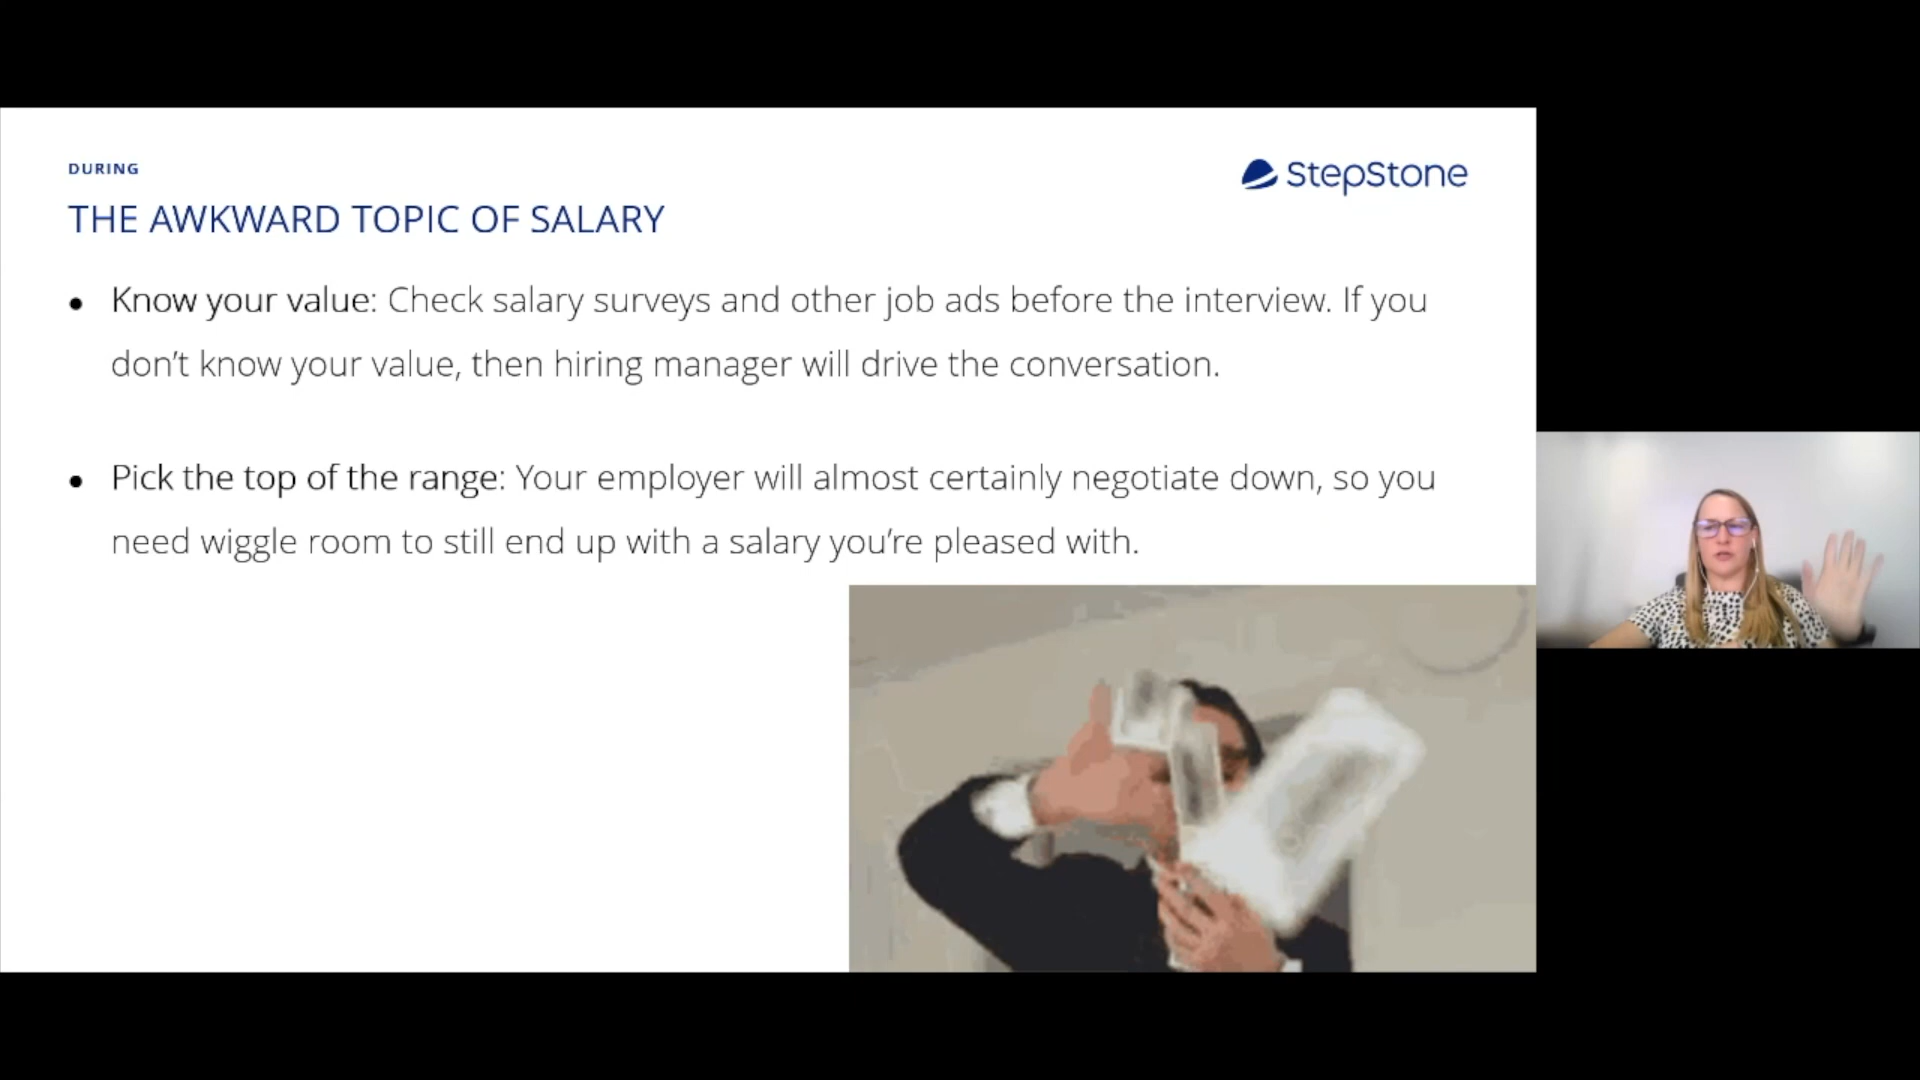 DURING
StepStone
THE AWKWARD TOPIC OF SALARY
• Know your value: Check salary surveys and other job ads before the interview. If you
don’t know your value, then hiring manager will drive the conversation.
• Pick the top of the range: Your employer will almost certainly negotiate down, so you
need wiggle room to still end up with a salary you’re pleased with.